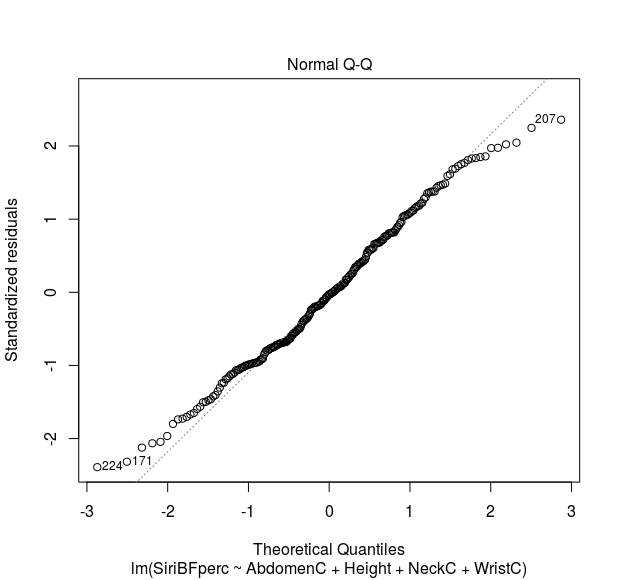 Normal Q-Q
Standardized residuals
2
1
0
-1
-2
207
224
171
-3 -2 -1 0 1 2 3
Theoretical Quantiles
lm(SiriBFperc ~ AbdomenC + Height + NeckC + WristC)